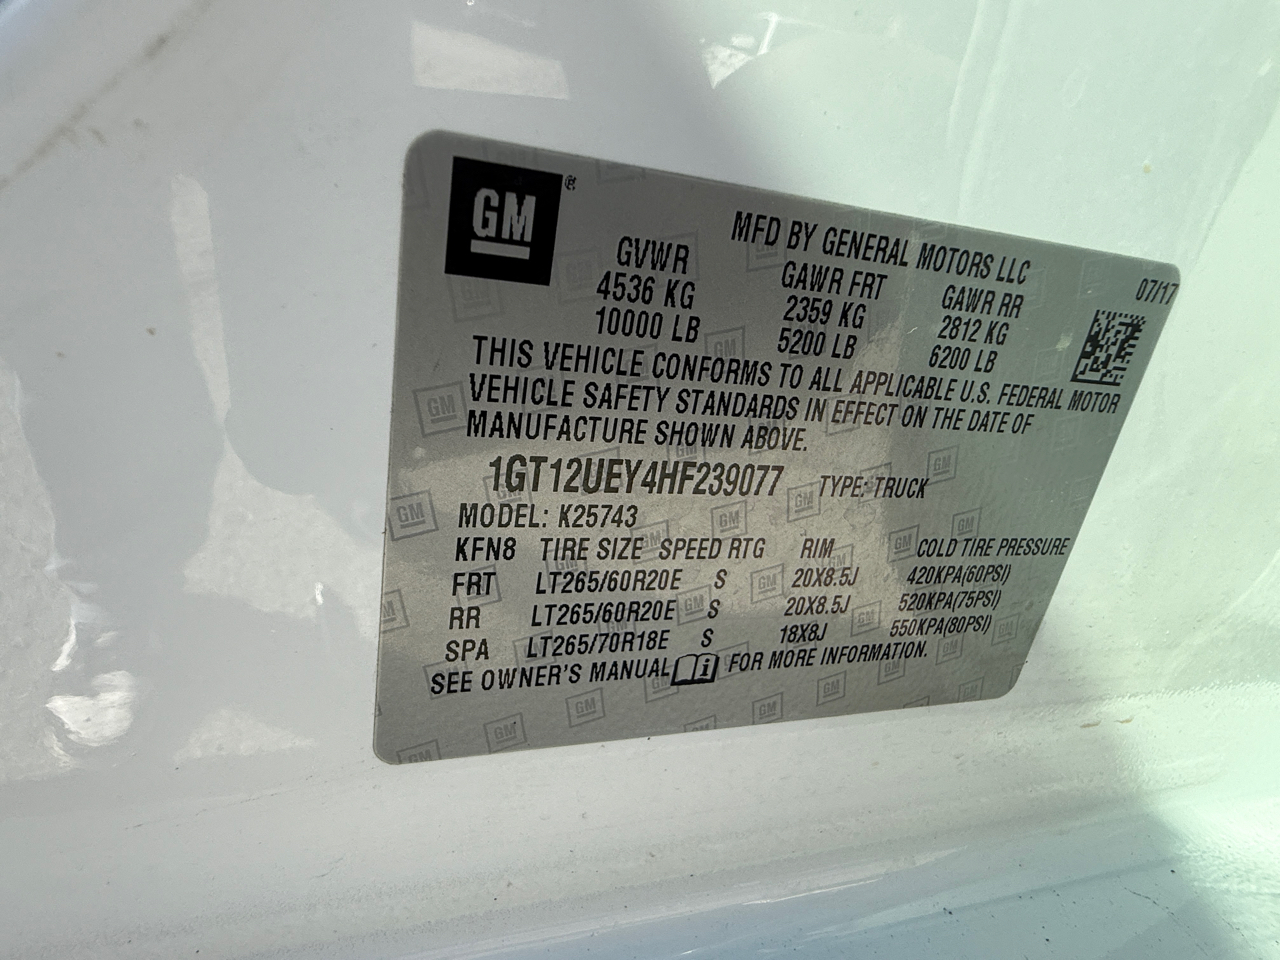 GM ®
MFD BY GENERAL MOTORS LLC
07/17
GVWR GAWR FRT GAWR RR
4536 KG 2359 KG 2812 KG
10000 LB 5200 LB 6200 LB
THIS VEHICLE CONFORMS TO ALL APPLICABLE U.S. FEDERAL MOTOR
VEHICLE SAFETY STANDARDS IN EFFECT ON THE DATE OF
MANUFACTURE SHOWN ABOVE.
1GT12UEY4HF239077 TYPE: TRUCK
MODEL: K25743
KFN8 TIRE SIZE SPEED RTG RIM COLD TIRE PRESSURE
FRT LT265/60R20E S 20X8.5J 420KPA(60PSI)
RR LT265/60R20E S 20X8.5J 520KPA(75PSI)
SPA LT265/70R18E S 18X8J 550KPA(80PSI)
SEE OWNER'S MANUAL i FOR MORE INFORMATION.